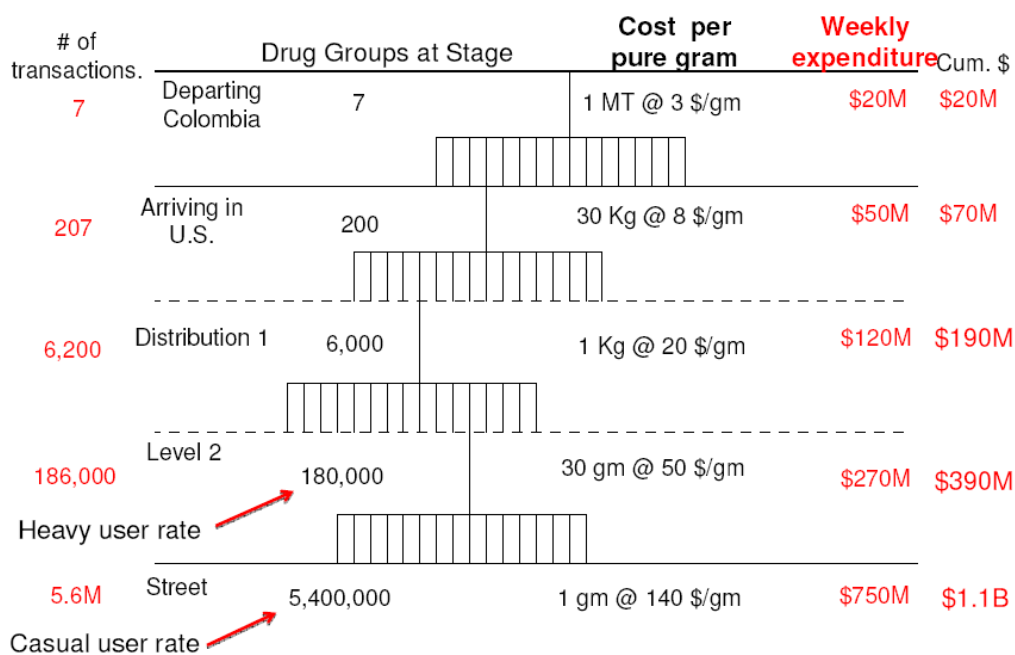 # of
transactions.
Drug Groups at Stage
Cost per
pure gram
Weekly
expenditure
Cum. $
7
Departing
Colombia
7
1 MT @ 3 $/gm
$20M
$20M
207
Arriving in
U.S.
200
30 Kg @ 8 $/gm
$50M
$70M
6,200
Distribution 1
6,000
1 Kg @ 20 $/gm
$120M
$190M
186,000
Level 2
180,000
30 gm @ 50 $/gm
$270M
$390M
Heavy user rate
5.6M
Street
5,400,000
1 gm @ 140 $/gm
$750M
$1.1B
Casual user rate